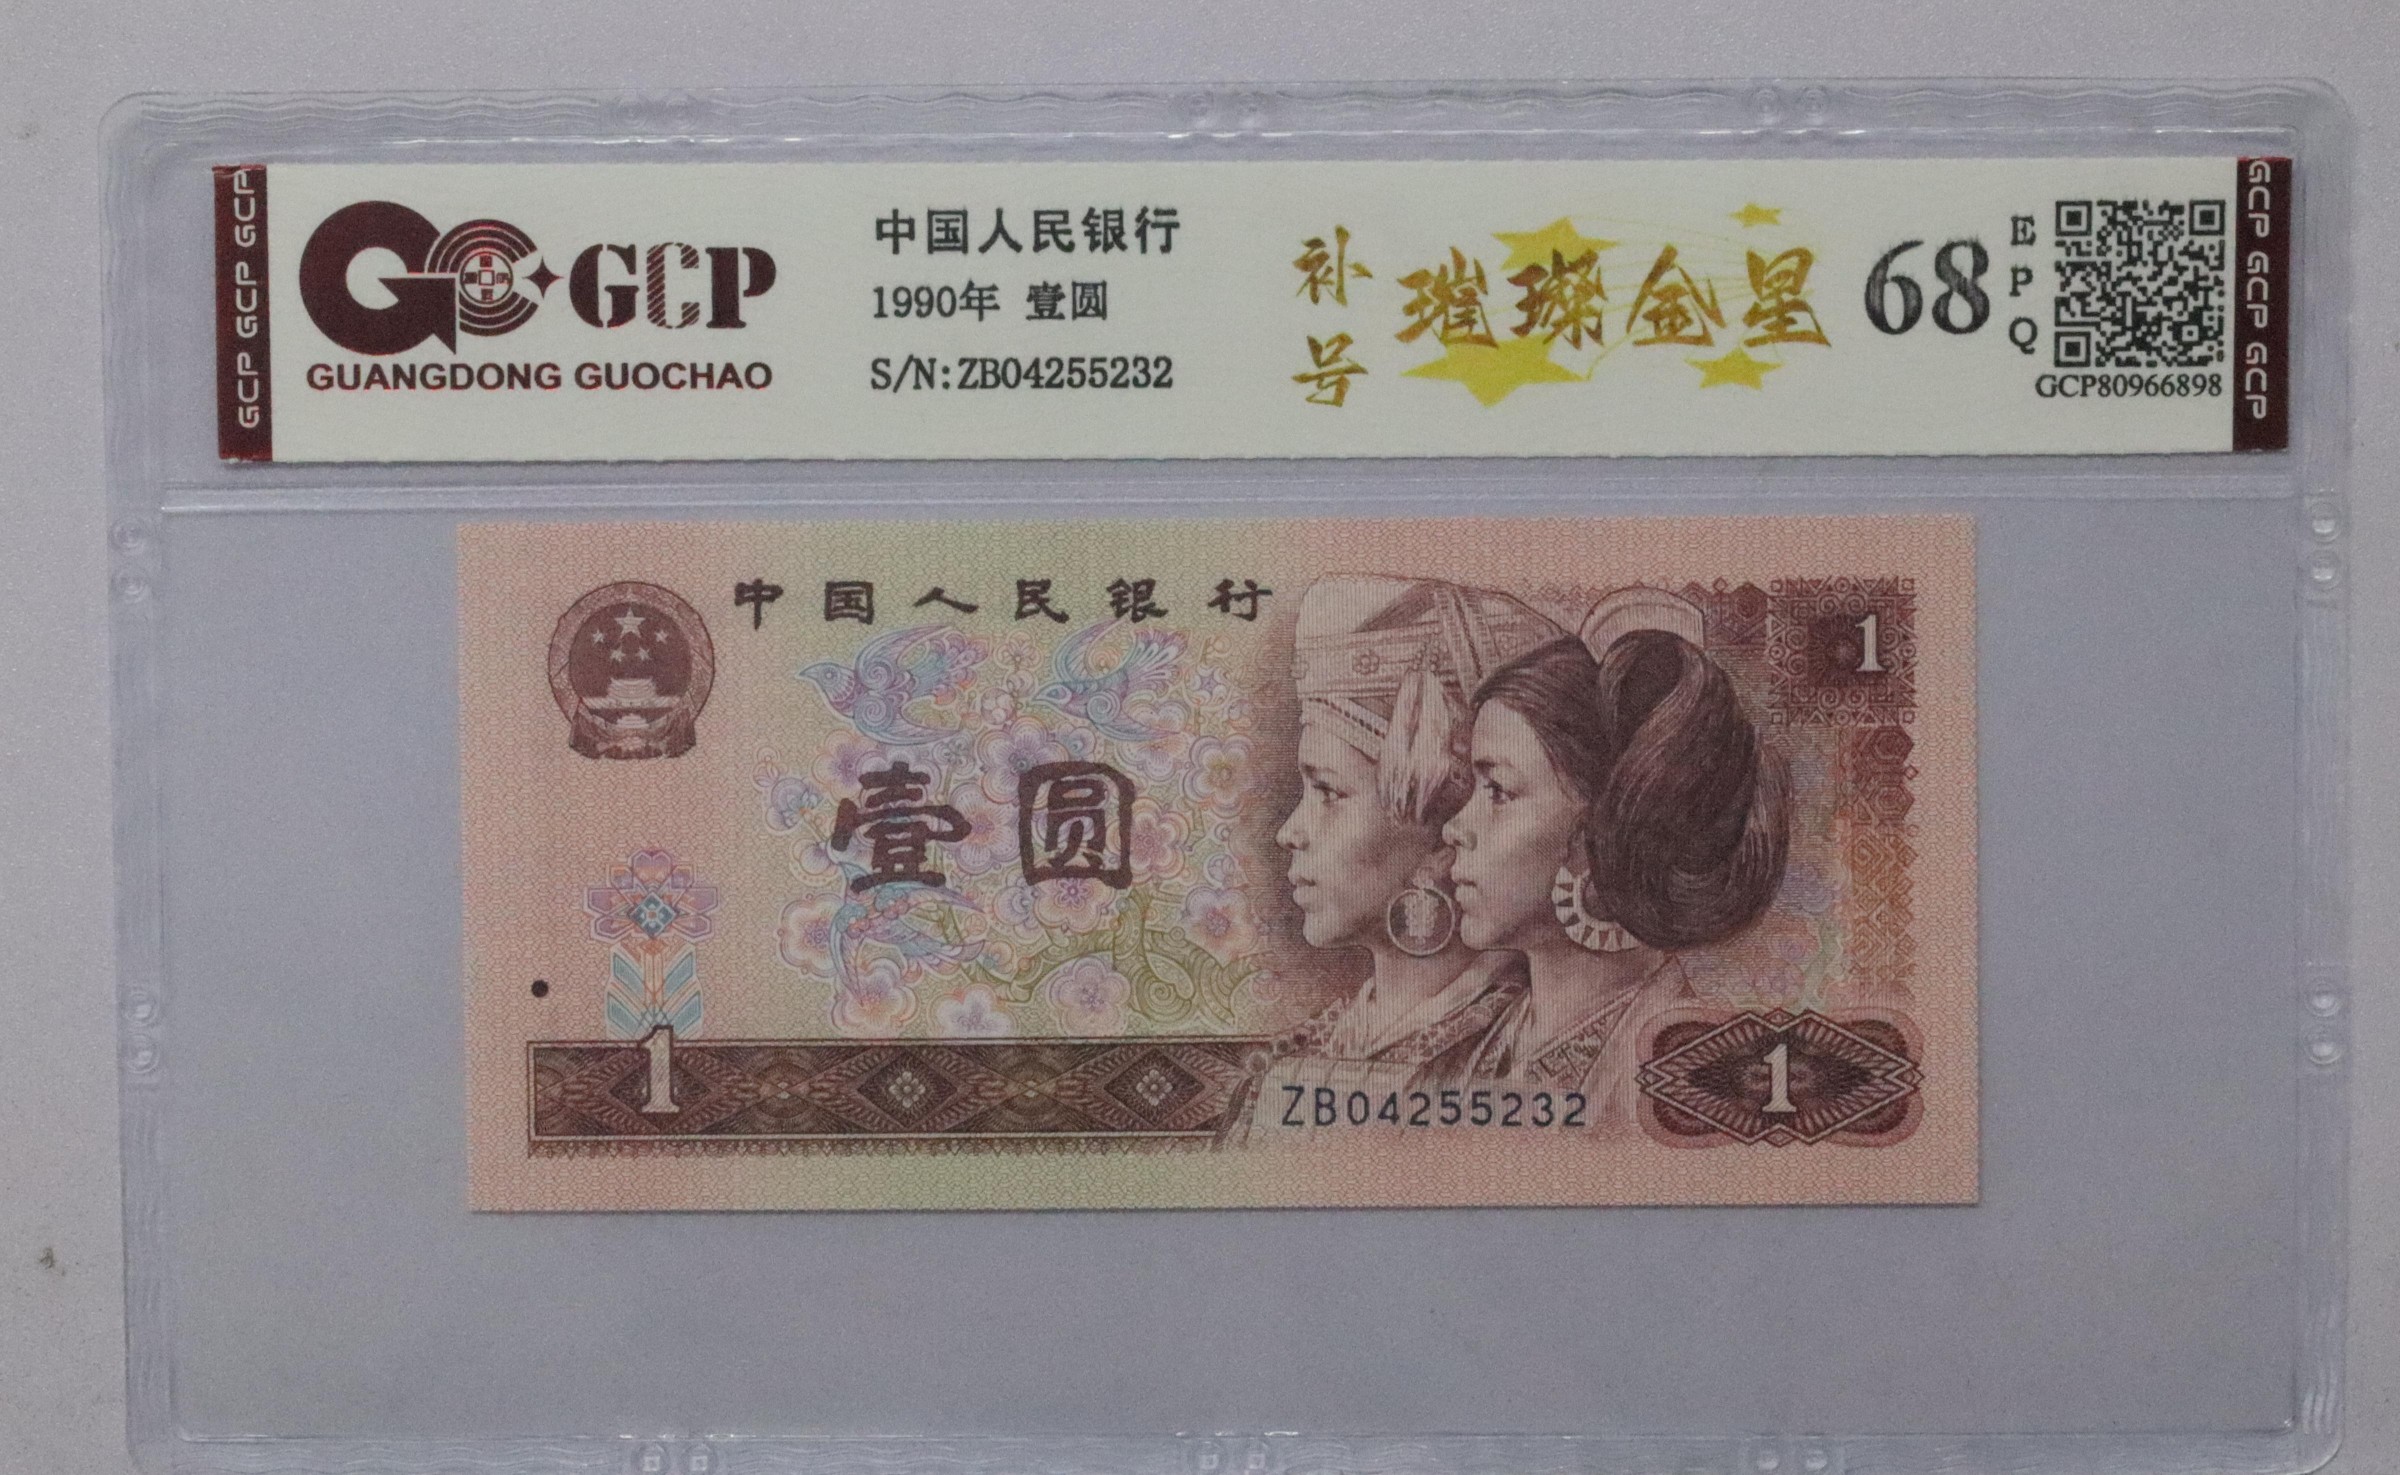 GCP GCP GCP
GCP
GUANGDONG GUOCHAO
中国人民银行
1990年 壹圆
S/N:ZB04255232
补号
璀璨金星
68
EPQ
GCP80966898
GCP GCP GCP
中国人民银行
1
壹圆
1
ZB04255232
1